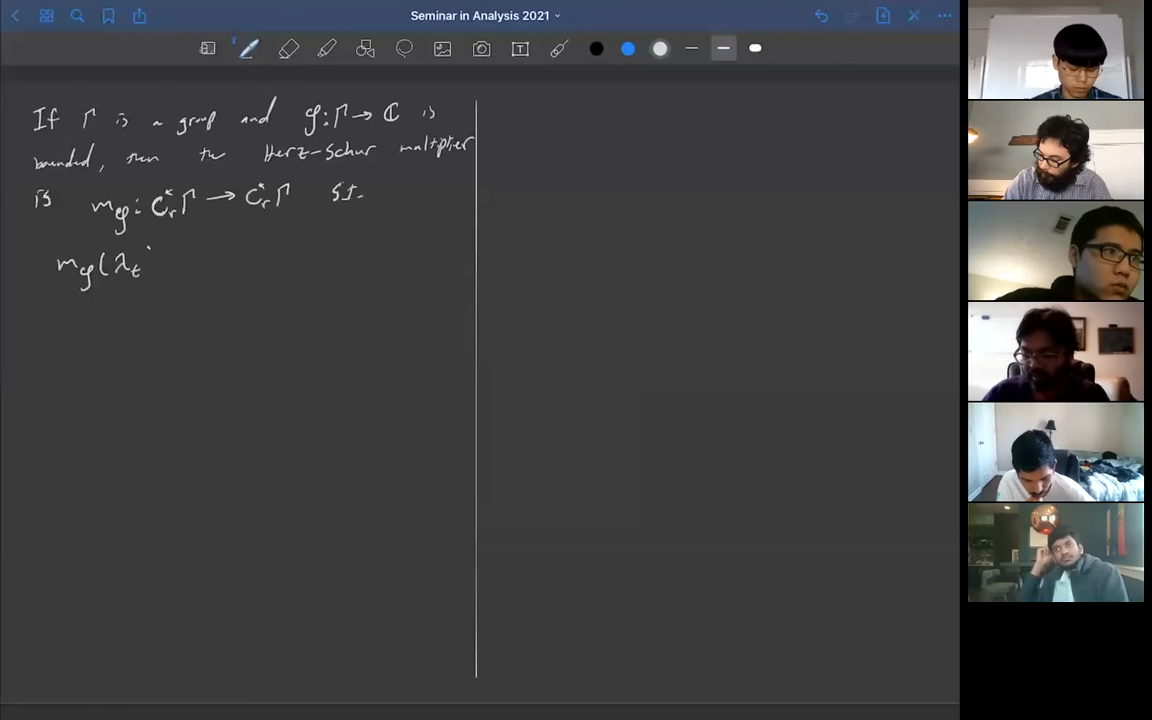 Seminar in Analysis 2021
If Γ is a group and φ: Γ → ℂ is
bounded, then the Herz-Schur multiplier
is m_φ : C*_r Γ → C*_r Γ s.t.
m_φ(λ_t